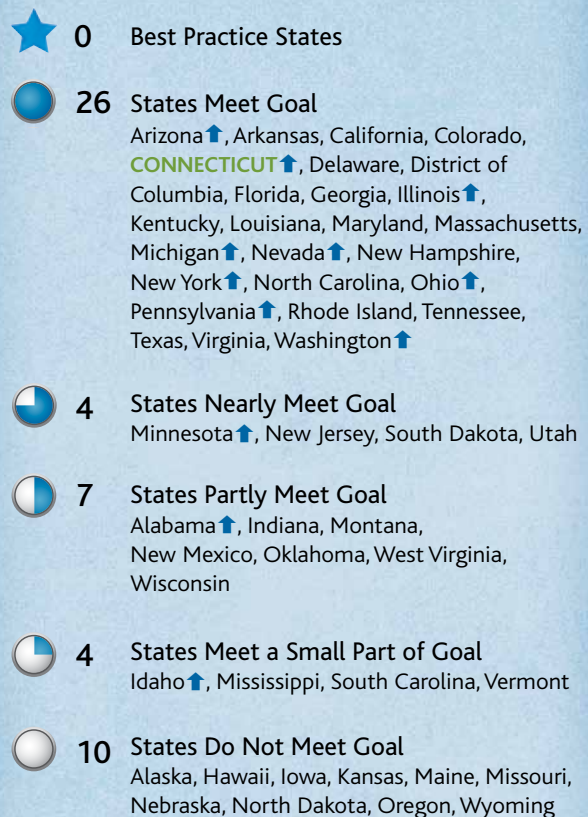 0 Best Practice States
26 States Meet Goal
Arizona⬆, Arkansas, California, Colorado,
CONNECTICUT⬆, Delaware, District of
Columbia, Florida, Georgia, Illinois⬆,
Kentucky, Louisiana, Maryland, Massachusetts,
Michigan⬆, Nevada⬆, New Hampshire,
New York⬆, North Carolina, Ohio⬆,
Pennsylvania⬆, Rhode Island, Tennessee,
Texas, Virginia, Washington⬆
4 States Nearly Meet Goal
Minnesota⬆, New Jersey, South Dakota, Utah
7 States Partly Meet Goal
Alabama⬆, Indiana, Montana,
New Mexico, Oklahoma, West Virginia,
Wisconsin
4 States Meet a Small Part of Goal
Idaho⬆, Mississippi, South Carolina, Vermont
10 States Do Not Meet Goal
Alaska, Hawaii, Iowa, Kansas, Maine, Missouri,
Nebraska, North Dakota, Oregon, Wyoming